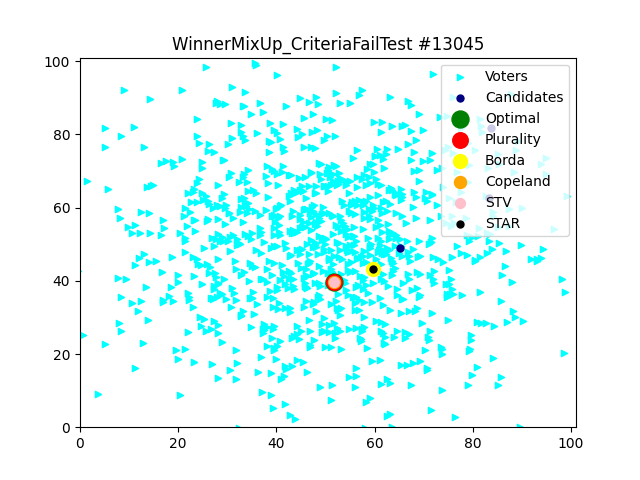 WinnerMixUp_CriteriaFailTest #13045
100
80
60
40
20
0
0
20
40
60
80
100
Voters
Candidates
Optimal
Plurality
Borda
Copeland
STV
STAR